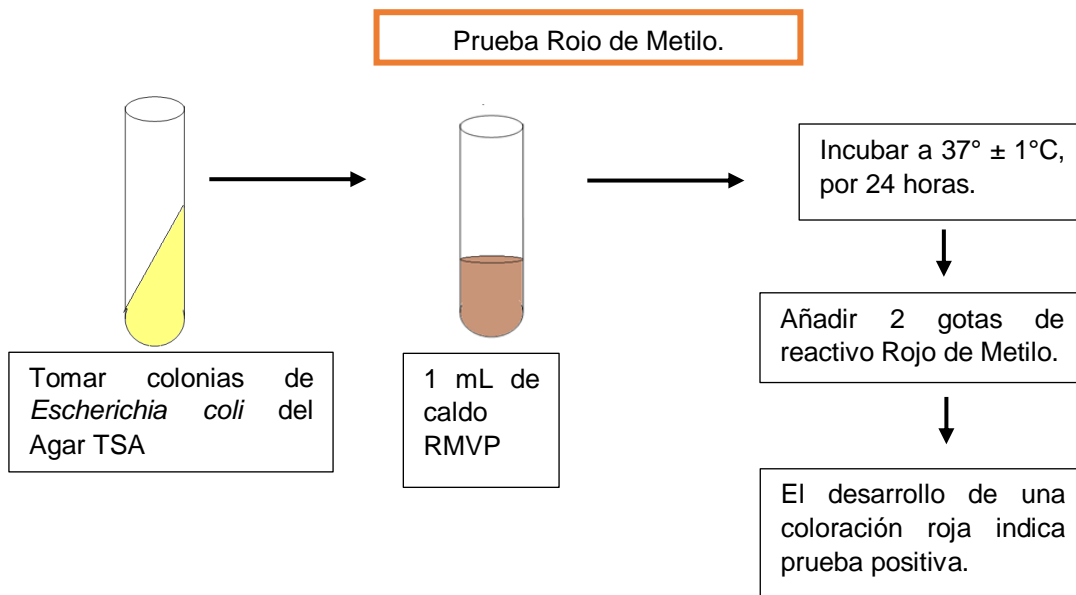 Prueba Rojo de Metilo.
Tomar colonias de
Escherichia coli del
Agar TSA
1 mL de
caldo
RMVP
Incubar a 37° ± 1°C,
por 24 horas.
Añadir 2 gotas de
reactivo Rojo de Metilo.
El desarrollo de una
coloración roja indica
prueba positiva.